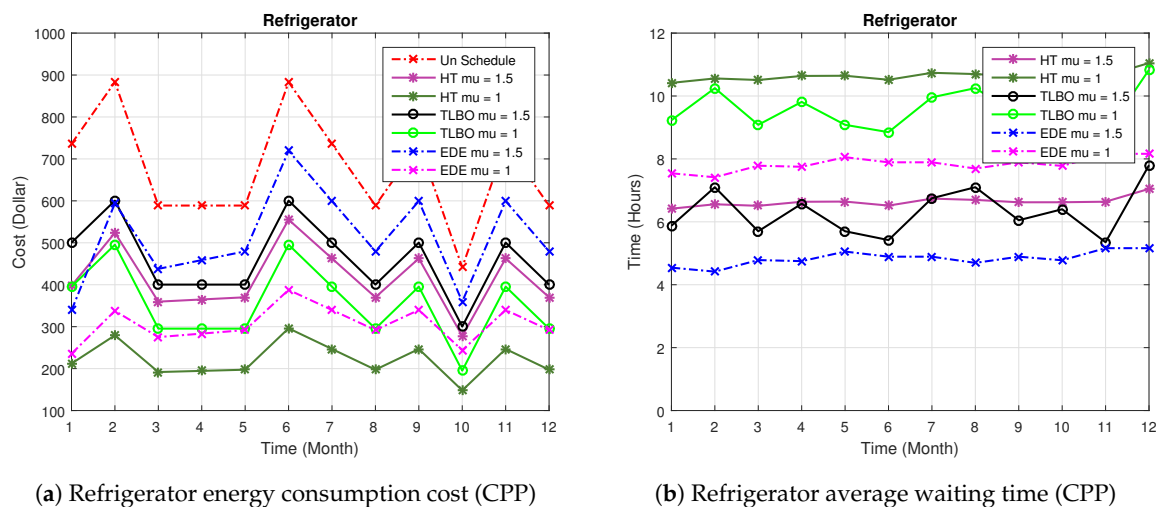 Refrigerator
1000
900
800
700
600
500
400
300
200
100
Cost (Dollar)
Un Schedule
HT mu = 1.5
HT mu = 1
TLBO mu = 1.5
TLBO mu = 1
EDE mu = 1.5
EDE mu = 1
1 2 3 4 5 6 7 8 9 10 11 12
Time (Month)
(a) Refrigerator energy consumption cost (CPP)
Refrigerator
12
10
8
6
4
2
0
Time (Hours)
HT mu = 1.5
HT mu = 1
TLBO mu = 1.5
TLBO mu = 1
EDE mu = 1.5
EDE mu = 1
1 2 3 4 5 6 7 8 9 10 11 12
Time (Month)
(b) Refrigerator average waiting time (CPP)